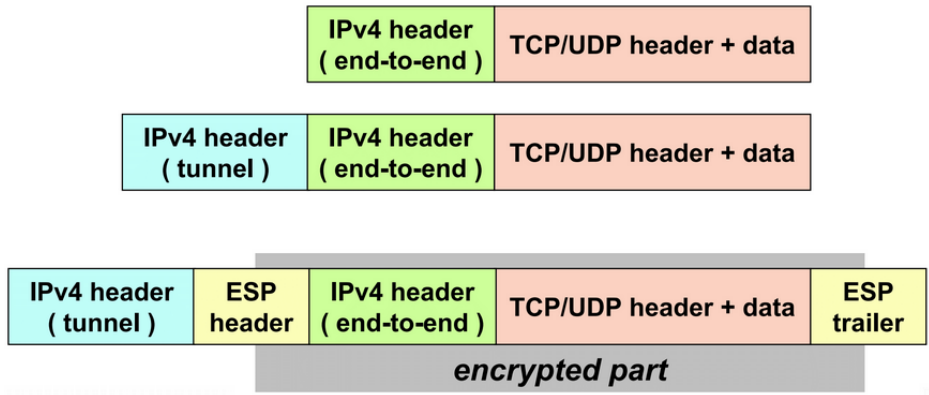 IPv4 header
( end-to-end )
TCP/UDP header + data
IPv4 header
( tunnel )
IPv4 header
( end-to-end )
TCP/UDP header + data
IPv4 header
( tunnel )
ESP
header
IPv4 header
( end-to-end )
TCP/UDP header + data
ESP
trailer
encrypted part